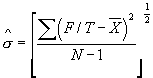 σ̂ = [ ∑(F/T − X̄)² / N − 1 ]^½